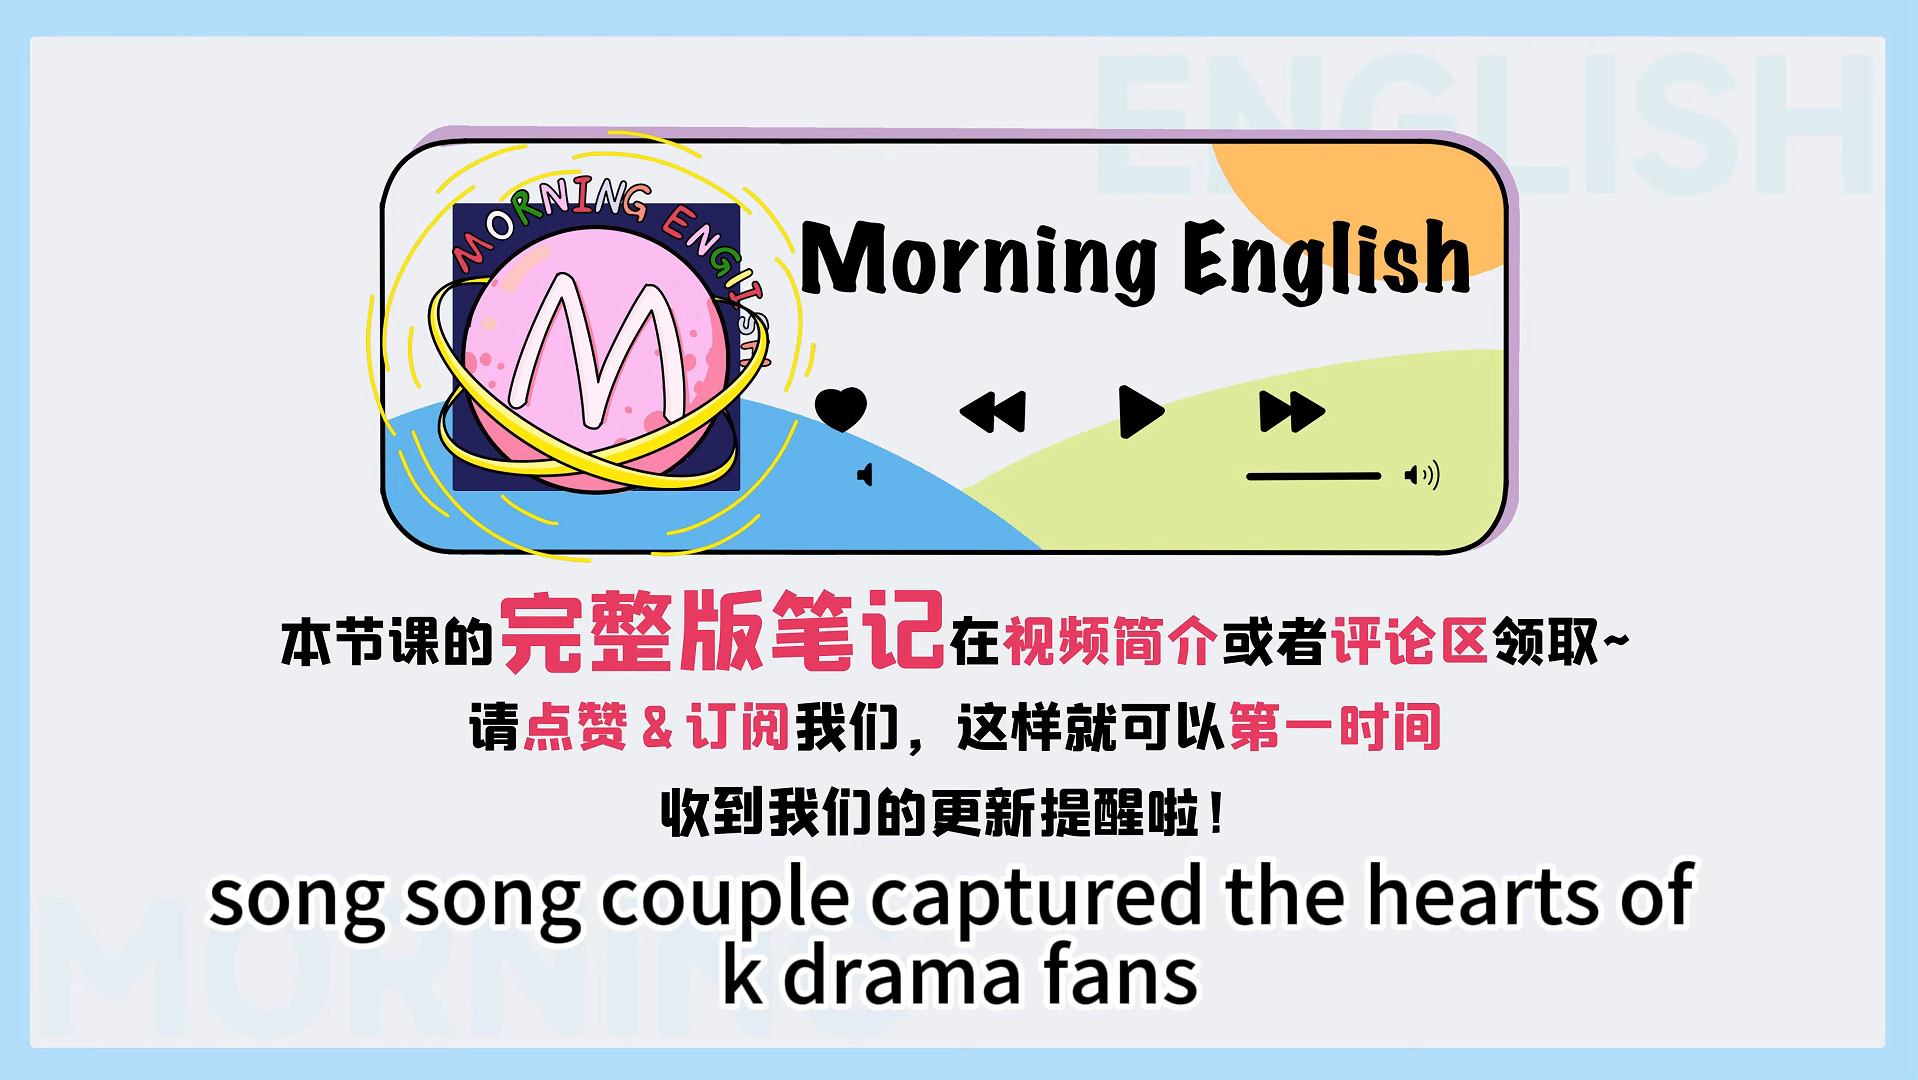 ENGLISH
MORNING ENGLISH
M
Morning English
本节课的完整版笔记在视频简介或者评论区领取~
请点赞&订阅我们，这样就可以第一时间
收到我们的更新提醒啦！
song song couple captured the hearts of
k drama fans
MORNING